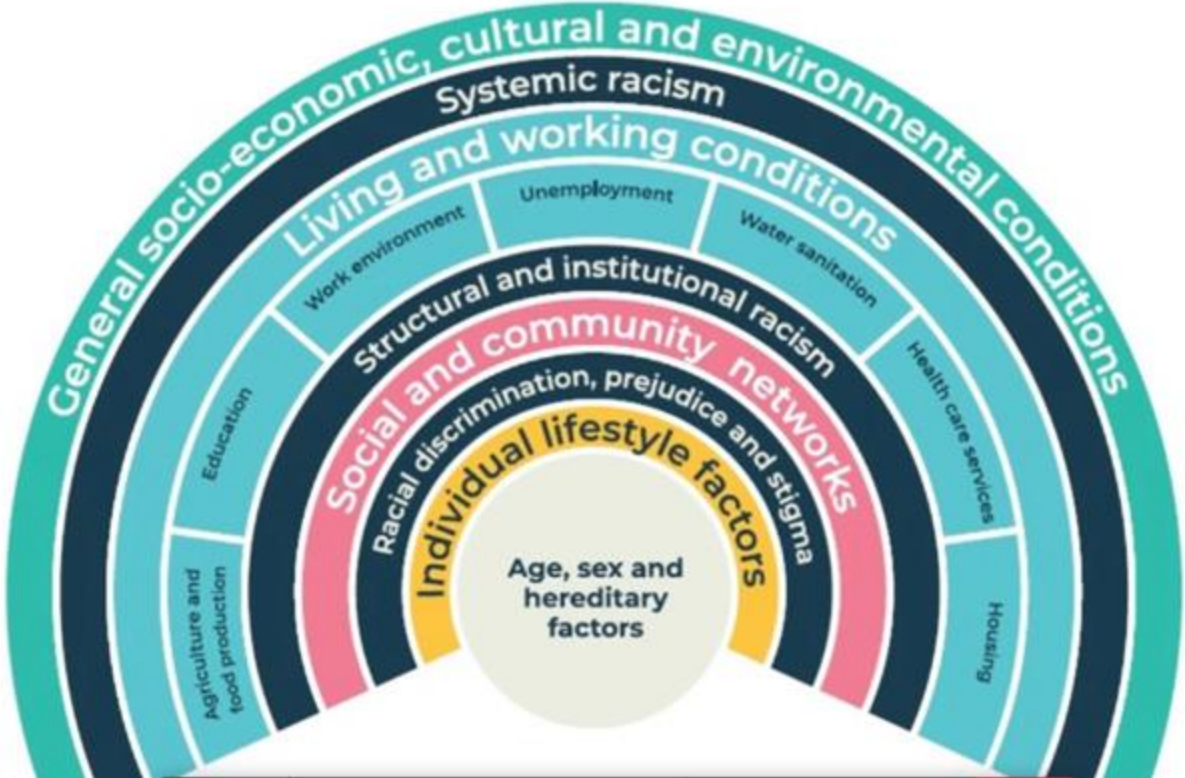 General socio-economic, cultural and environmental conditions
Systemic racism
Living and working conditions
Agriculture and
food production
Education
Work environment
Unemployment
Water sanitation
Health care services
Housing
Structural and institutional racism
Social and community networks
Racial discrimination, prejudice and stigma
Individual lifestyle factors
Age, sex and
hereditary
factors